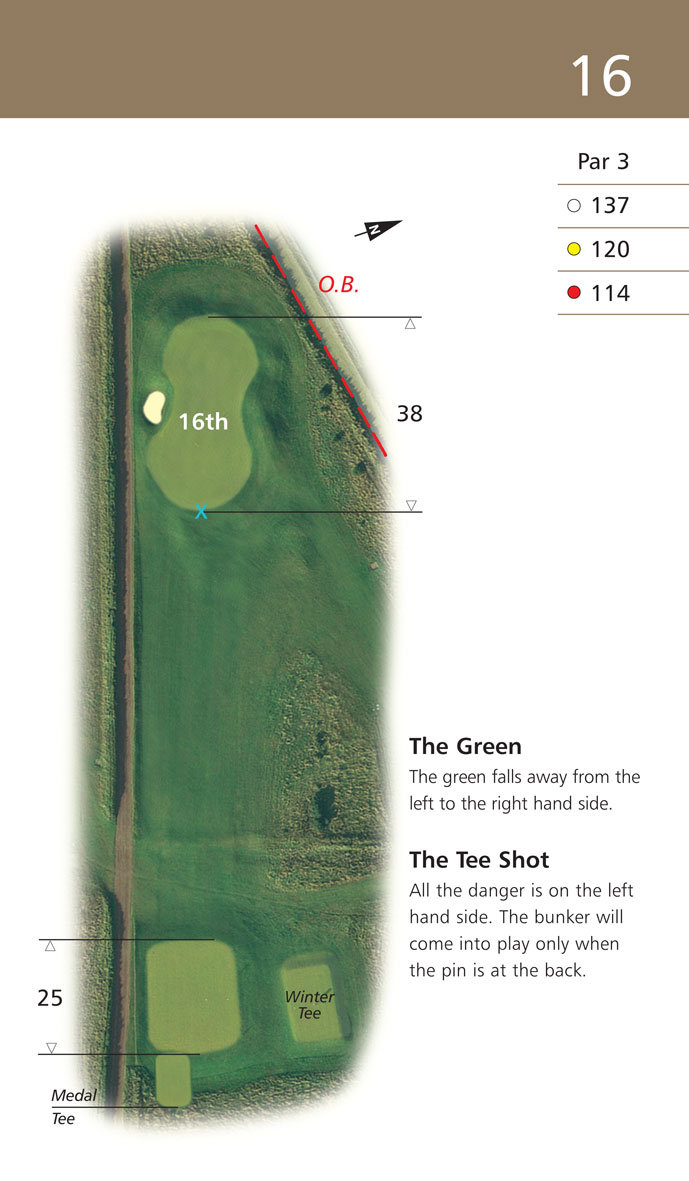 16
Par 3
137
120
114
N
O.B.
38
16th
X
The Green
The green falls away from the
left to the right hand side.
The Tee Shot
All the danger is on the left
hand side. The bunker will
come into play only when
the pin is at the back.
25
Winter
Tee
Medal
Tee